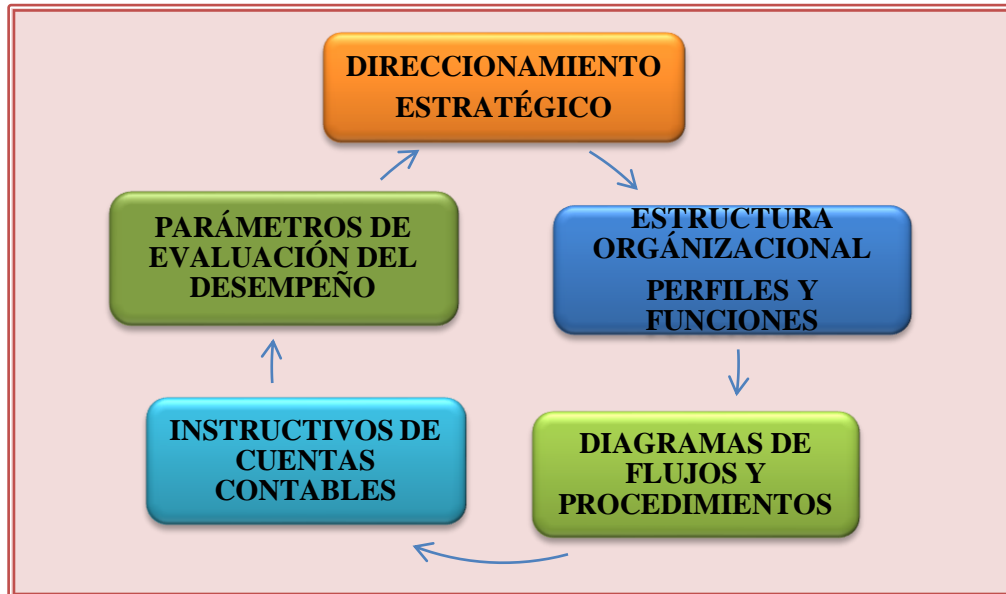 DIRECCIONAMIENTO
ESTRATÉGICO
ESTRUCTURA
ORGÁNIZACIONAL
PERFILES Y
FUNCIONES
DIAGRAMAS DE
FLUJOS Y
PROCEDIMIENTOS
INSTRUCTIVOS DE
CUENTAS
CONTABLES
PARÁMETROS DE
EVALUACIÓN DEL
DESEMPEÑO